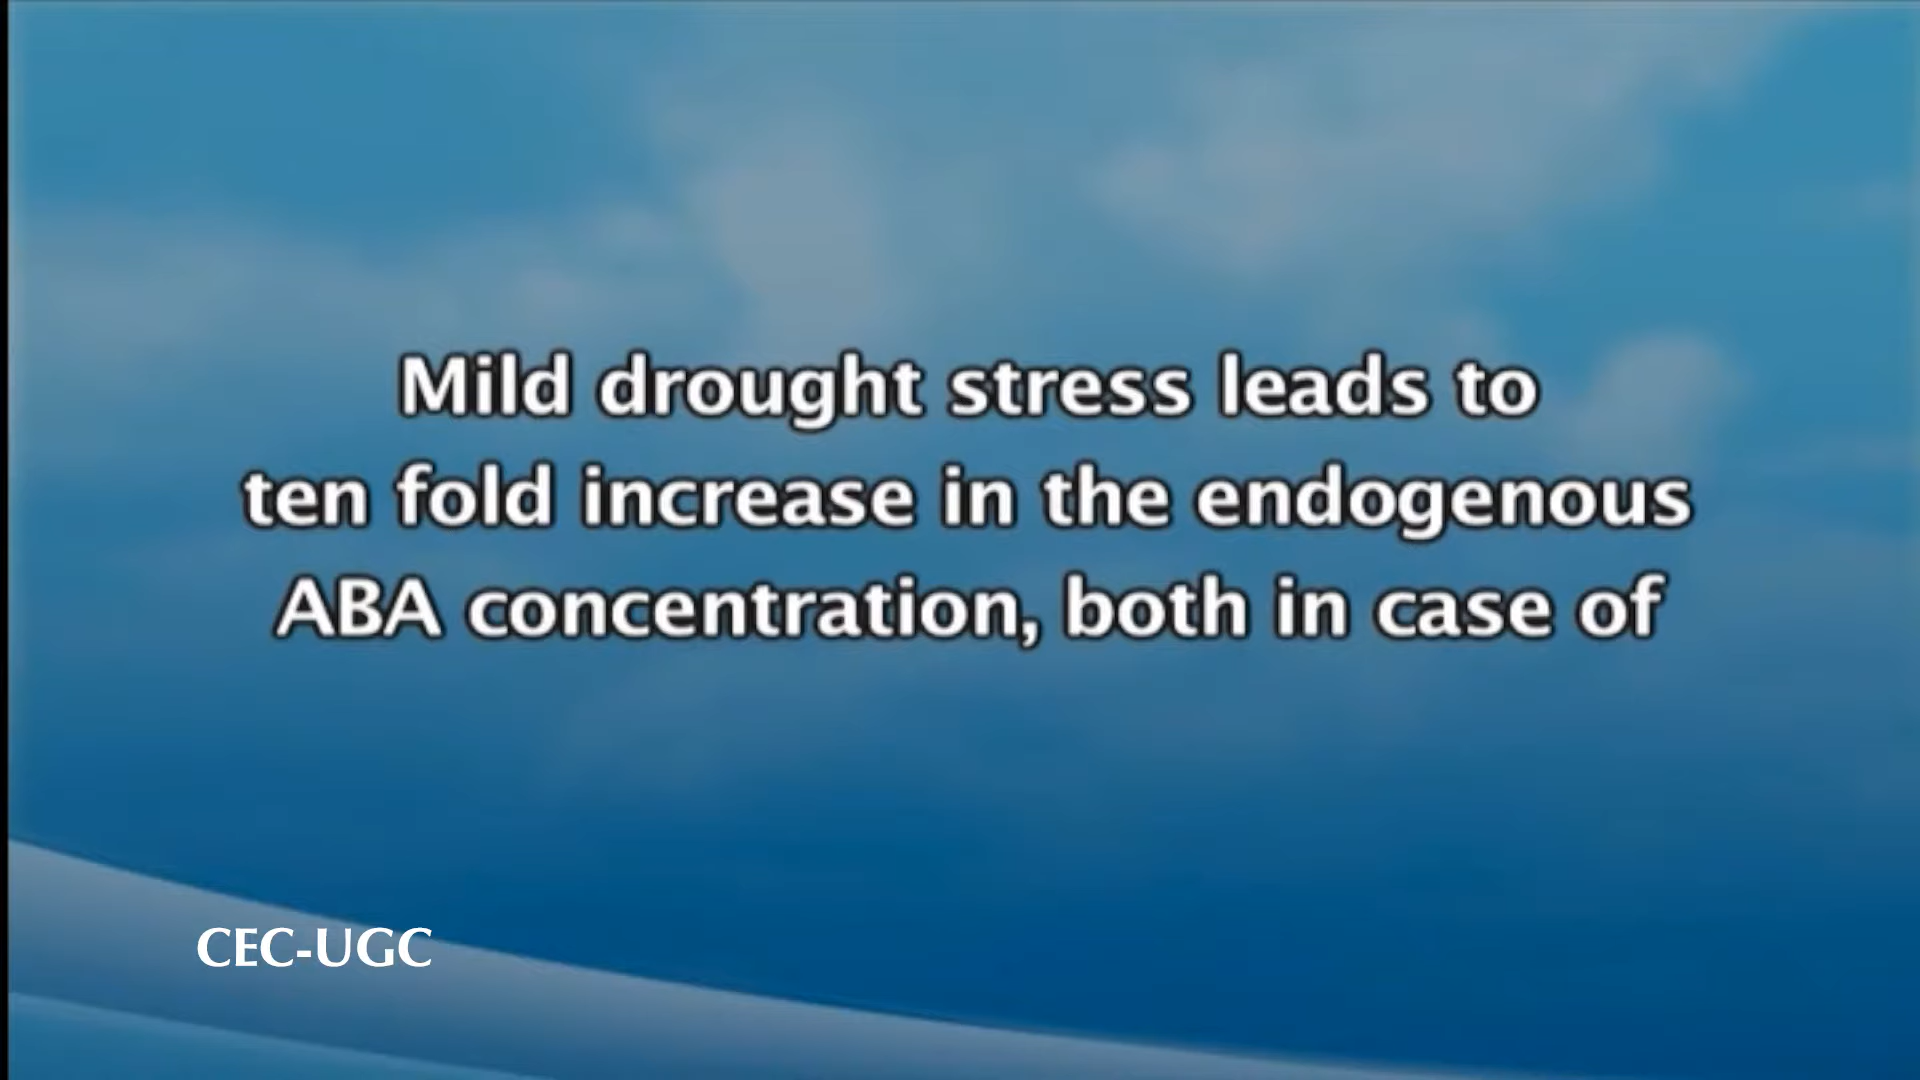 Mild drought stress leads to
ten fold increase in the endogenous
ABA concentration, both in case of
CEC-UGC